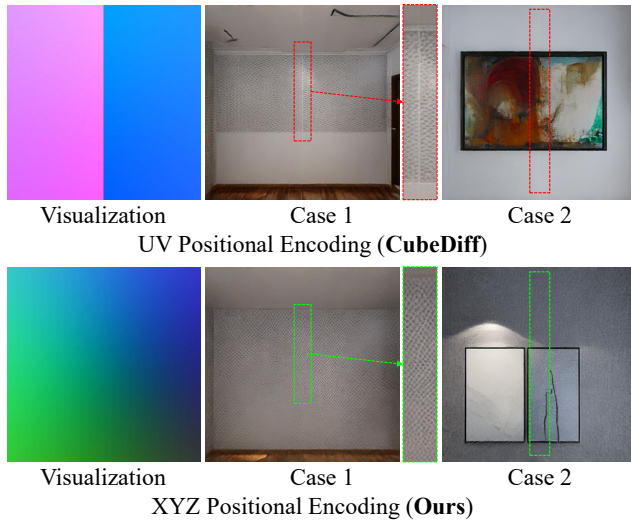 Visualization Case 1 Case 2
UV Positional Encoding (CubeDiff)
Visualization Case 1 Case 2
XYZ Positional Encoding (Ours)